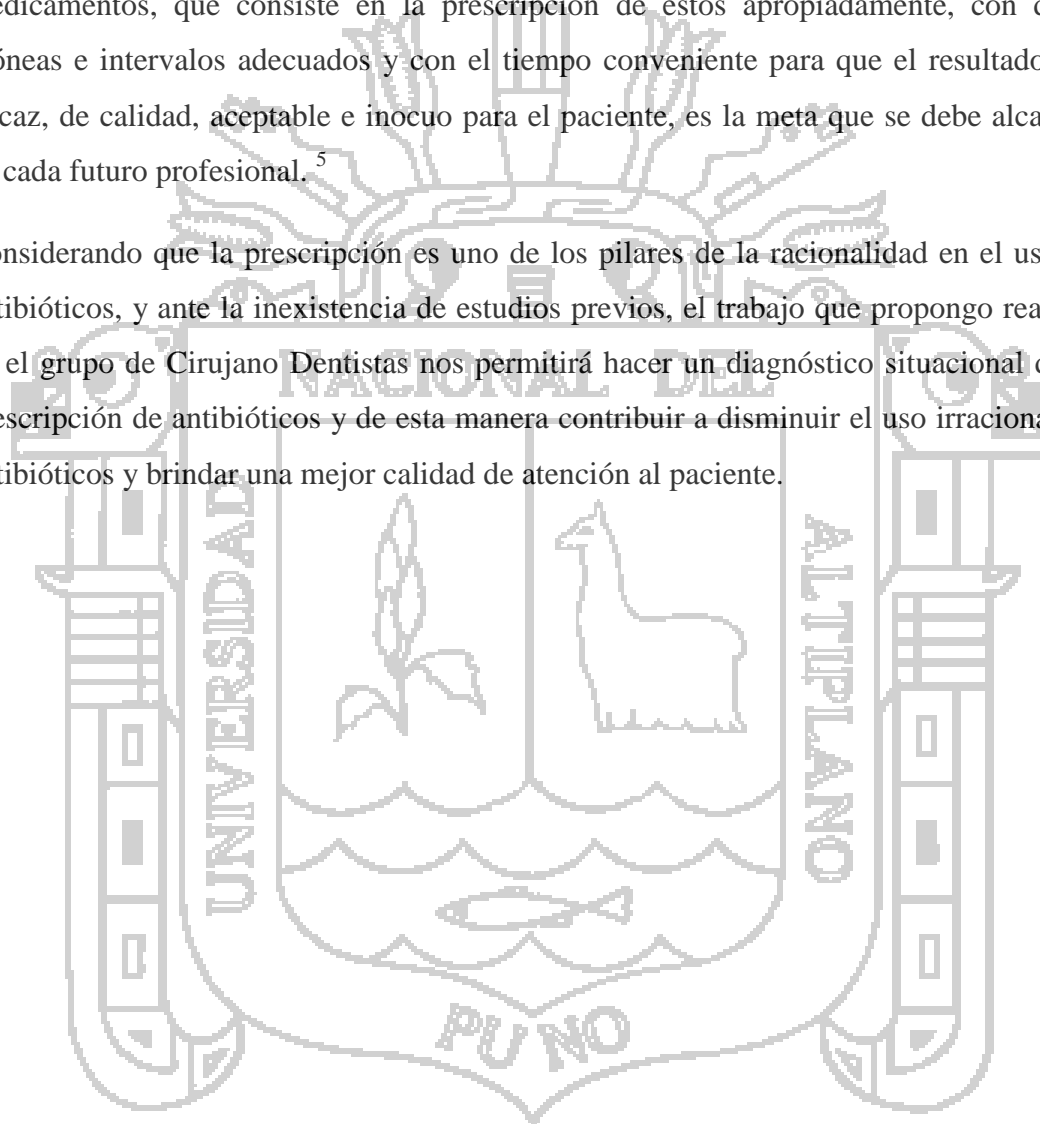 edicamentos, que consiste en la prescripción de estos apropiadamente, con d
óneas e intervalos adecuados y con el tiempo conveniente para que el resultado
caz, de calidad, aceptable e inocuo para el paciente, es la meta que se debe alca
cada futuro profesional. 5
onsiderando que la prescripción es uno de los pilares de la racionalidad en el us
tibióticos, y ante la inexistencia de estudios previos, el trabajo que propongo rea
el grupo de Cirujano Dentistas nos permitirá hacer un diagnóstico situacional d
escripción de antibióticos y de esta manera contribuir a disminuir el uso irraciona
tibióticos y brindar una mejor calidad de atención al paciente.
UNIVERSIDAD
NACIONAL DEL
ALTIPLANO
PUNO